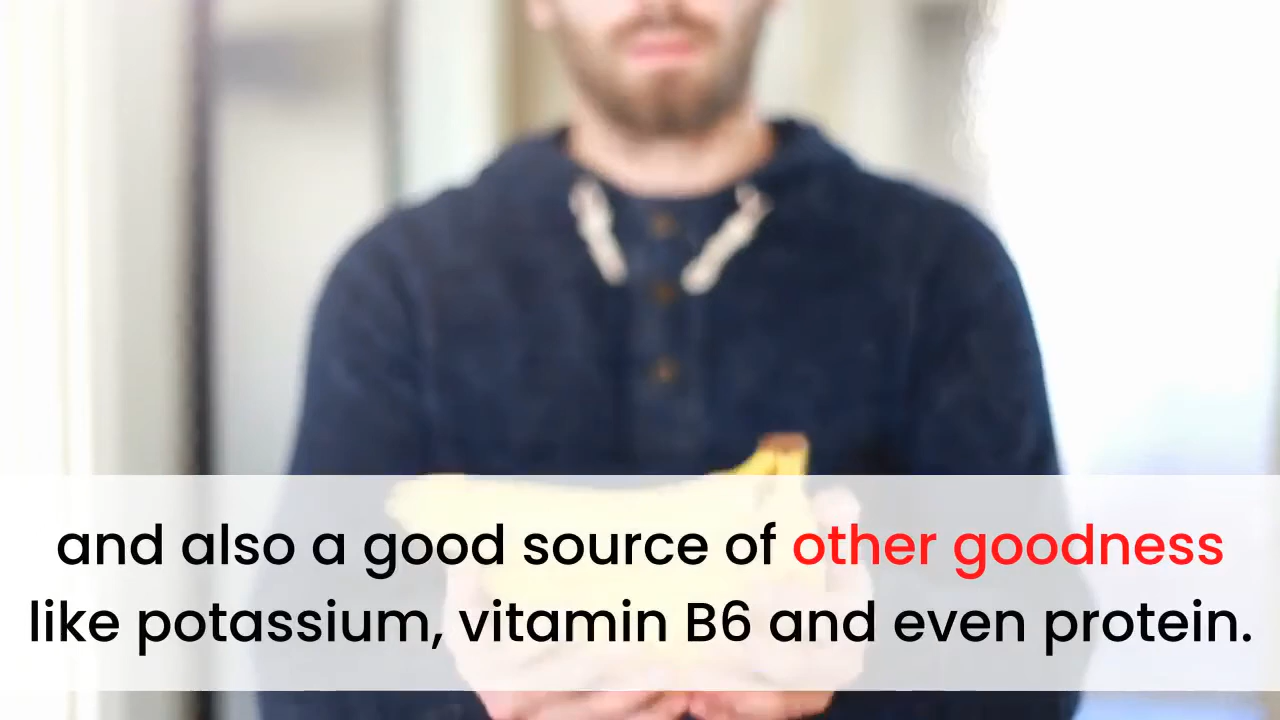 and also a good source of other goodness
like potassium, vitamin B6 and even protein.